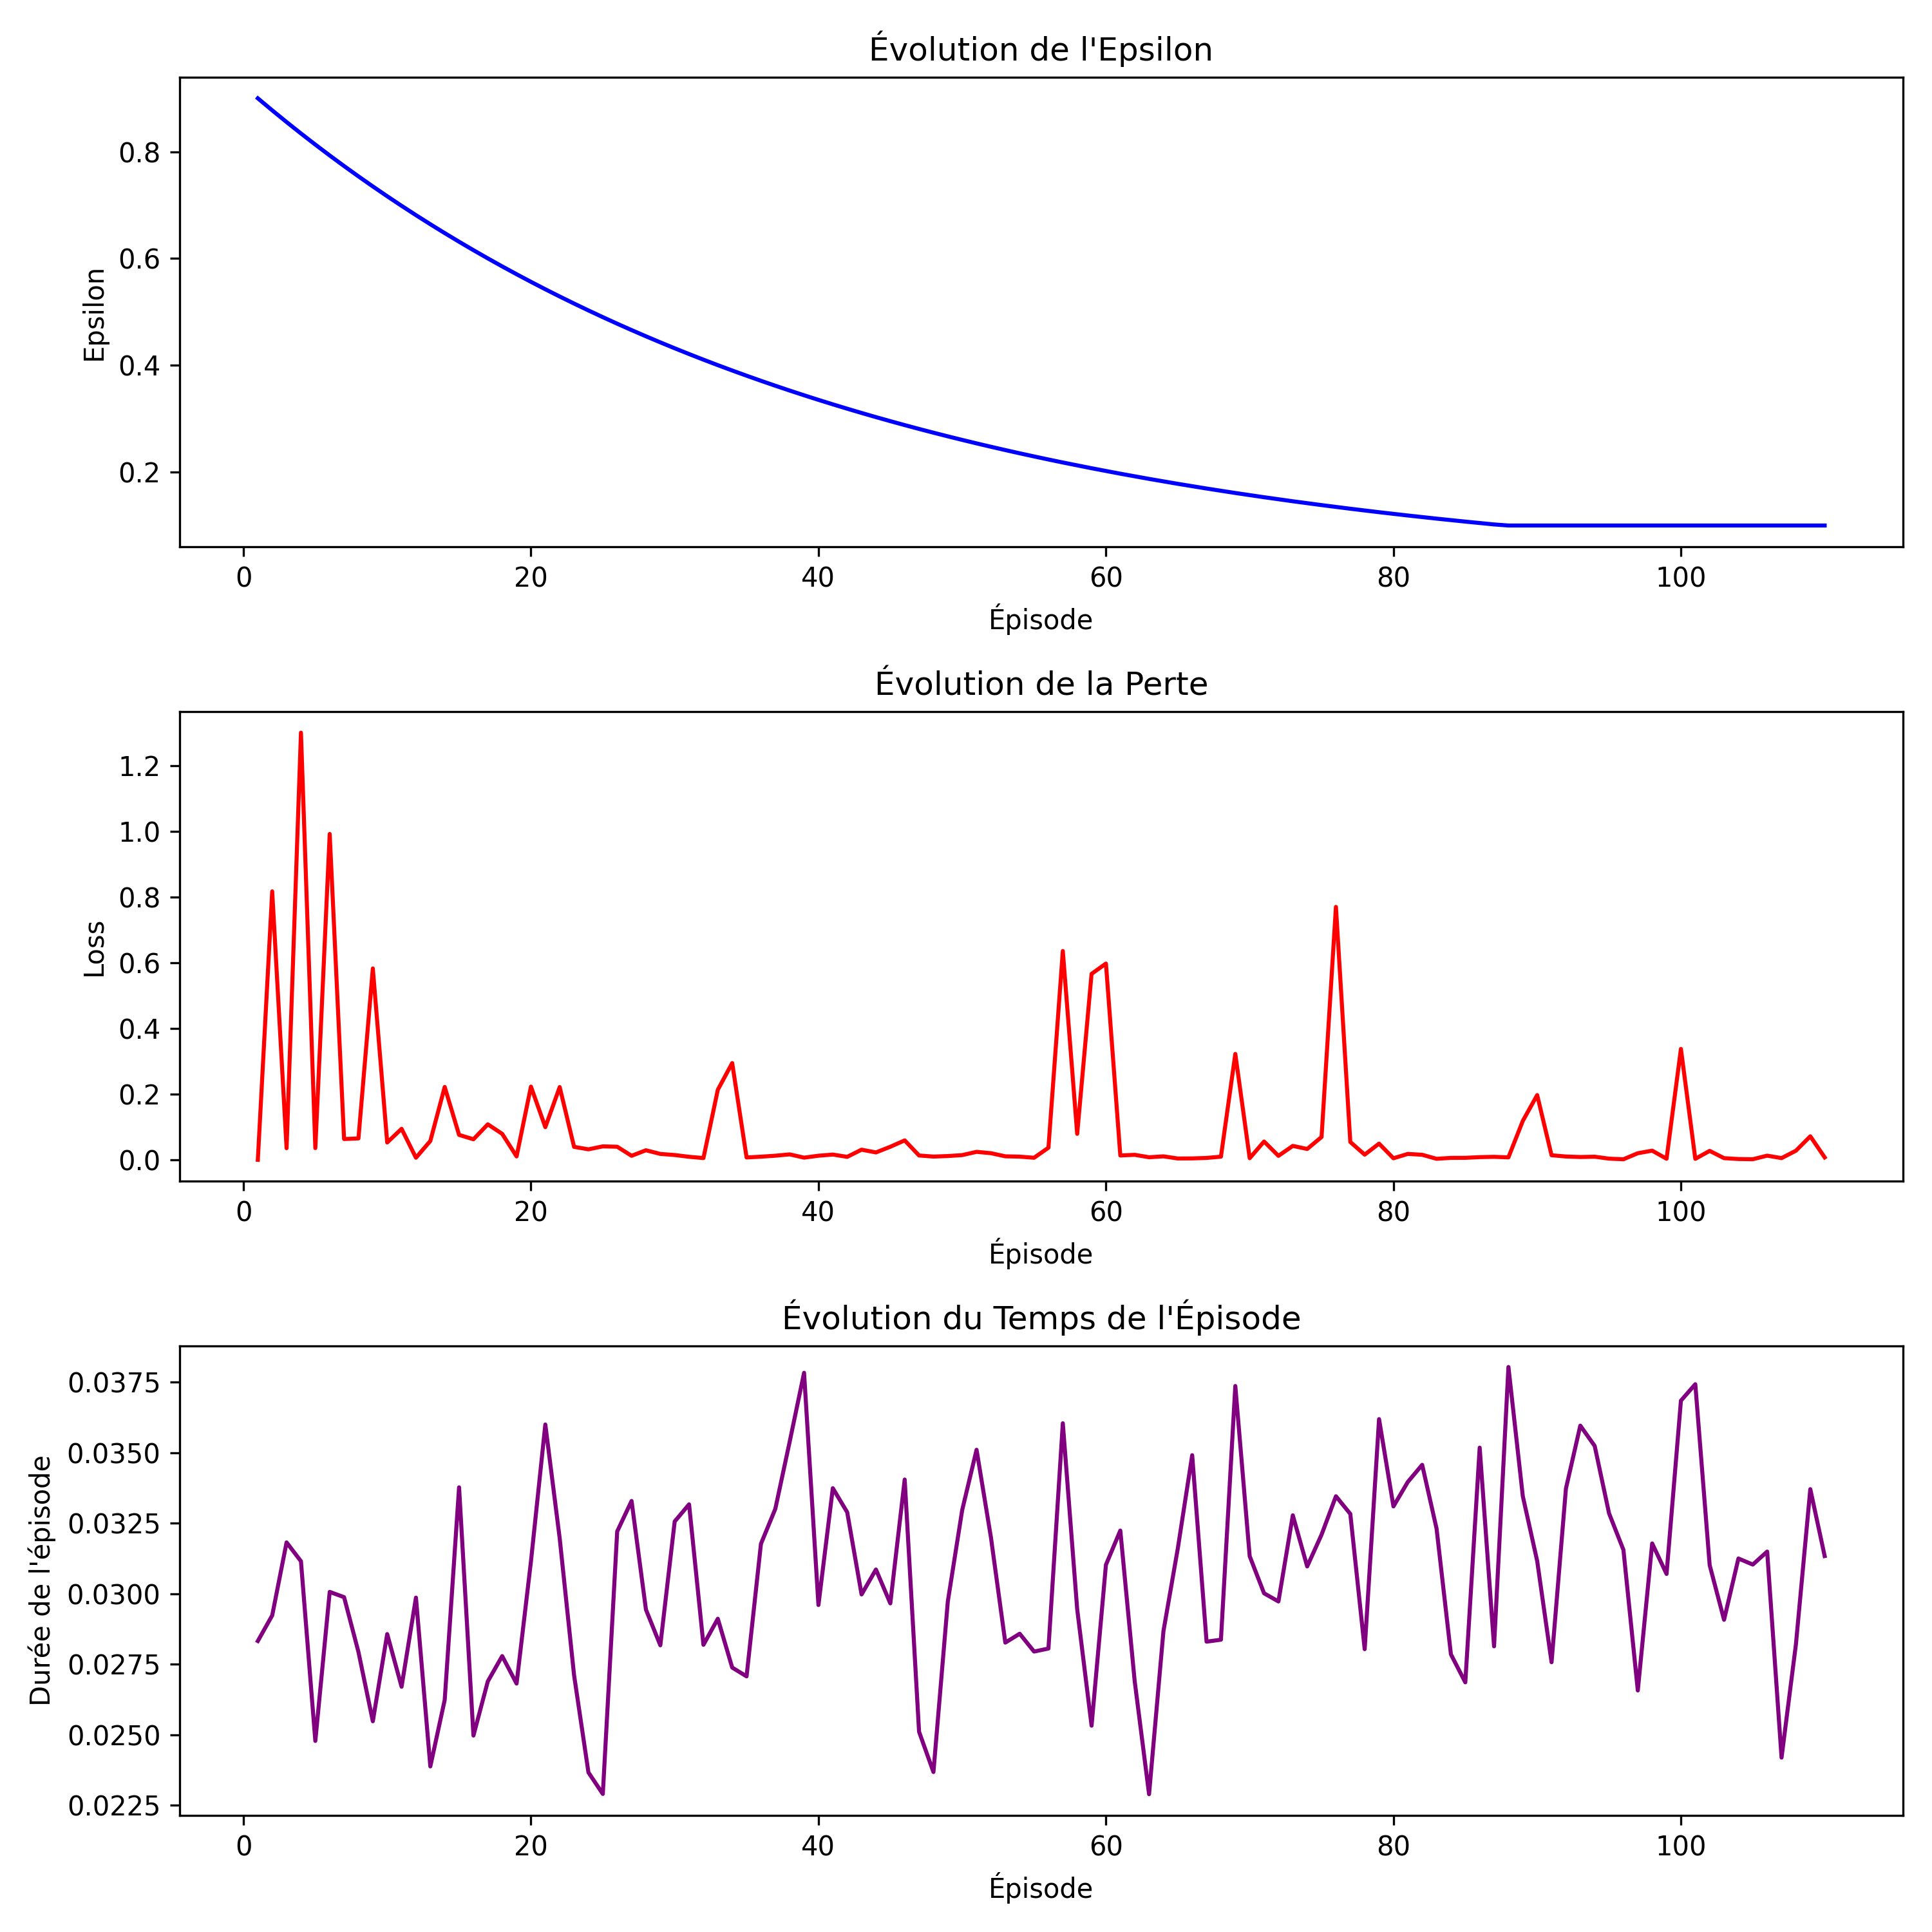 Évolution de l'Epsilon
Epsilon
0.8
0.6
0.4
0.2
0 20 40 60 80 100
Épisode
Évolution de la Perte
Loss
1.2
1.0
0.8
0.6
0.4
0.2
0.0
0 20 40 60 80 100
Épisode
Évolution du Temps de l'Épisode
Durée de l'épisode
0.0375
0.0350
0.0325
0.0300
0.0275
0.0250
0.0225
0 20 40 60 80 100
Épisode